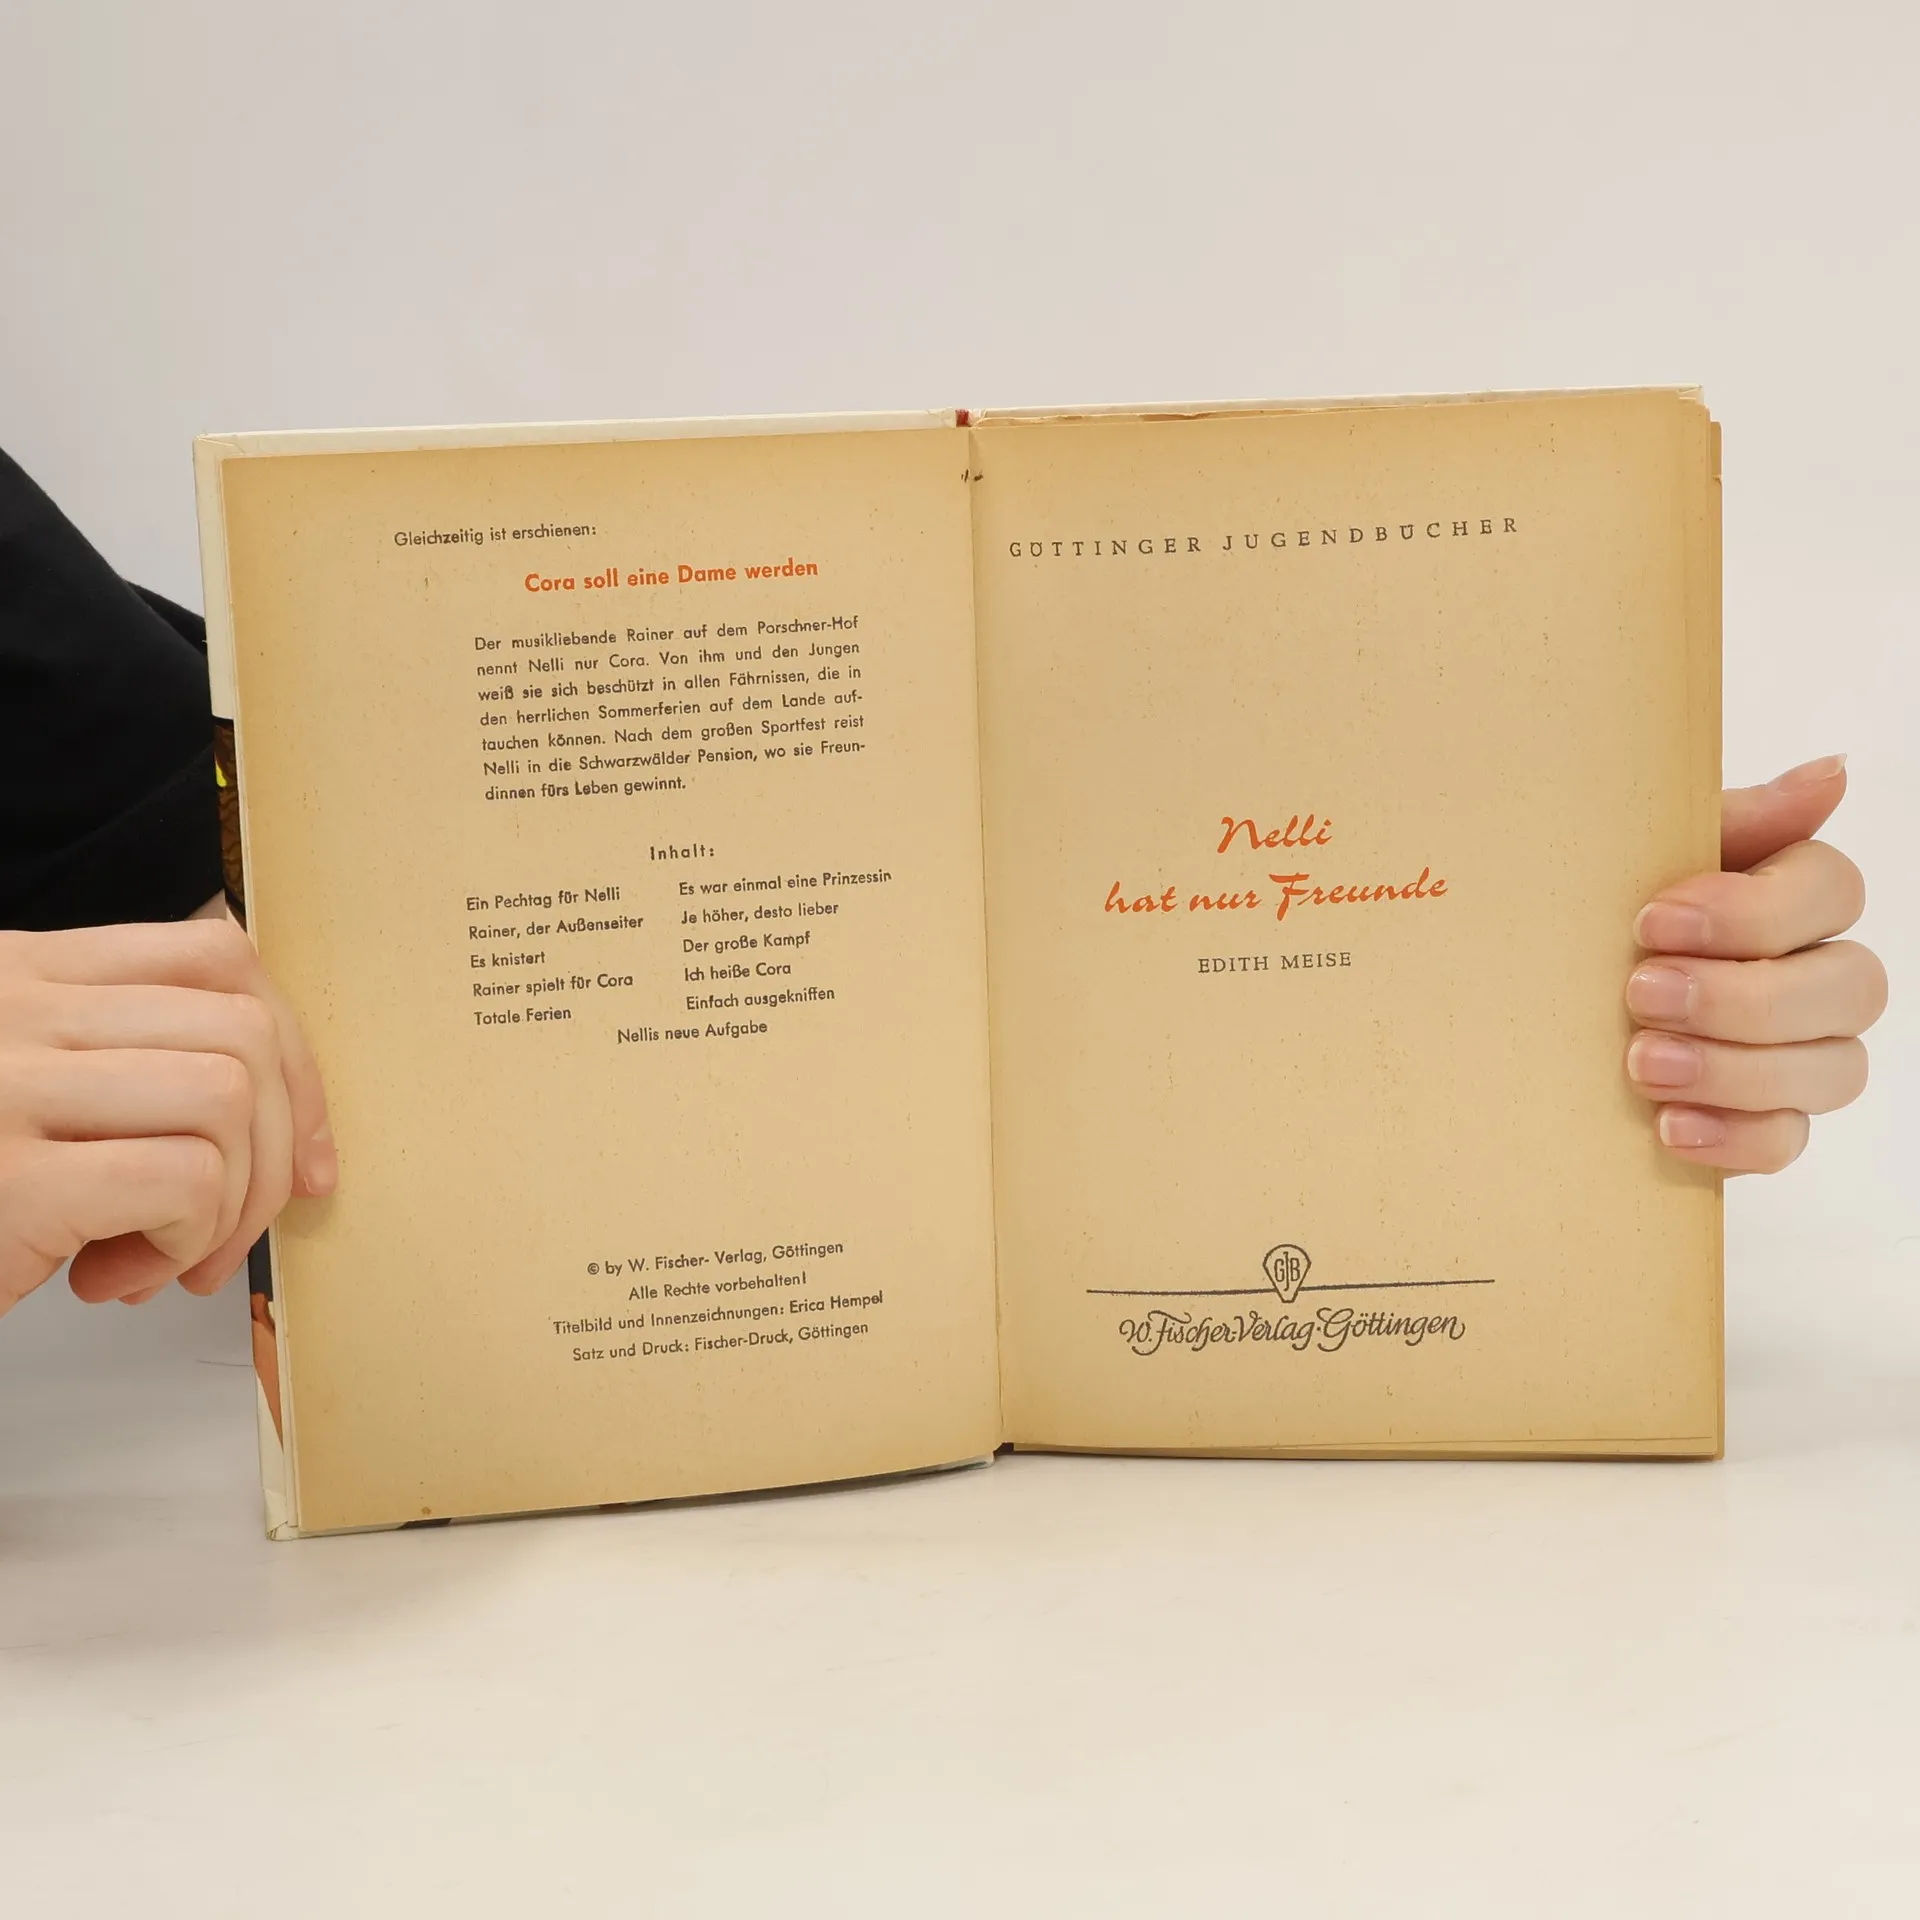 Gleichzeitig ist erschienen:
Cora soll eine Dame werden
Der musikliebende Rainer auf dem Porschner-Hof
nennt Nelli nur Cora. Von ihm und den Jungen
weiß sie sich beschützt in allen Fährnissen, die in
den herrlichen Sommerferien auf dem Lande auf-
tauchen können. Nach dem großen Sportfest reist
Nelli in die Schwarzwälder Pension, wo sie Freun-
dinnen fürs Leben gewinnt.
Inhalt:
Ein Pechtag für Nelli
Rainer, der Außenseiter
Es knistert
Rainer spielt für Cora
Totale Ferien
Es war einmal eine Prinzessin
Je höher, desto lieber
Der große Kampf
Ich heiße Cora
Einfach ausgekniffen
Nellis neue Aufgabe
© by W. Fischer- Verlag, Göttingen
Alle Rechte vorbehalten!
Titelbild und Innenzeichnungen: Erica Hempel
Satz und Druck: Fischer-Druck, Göttingen
GÖTTINGER JUGENDBÜCHER
Nelli
hat nur Freunde
EDITH MEISE
GJB
W. Fischer-Verlag·Göttingen